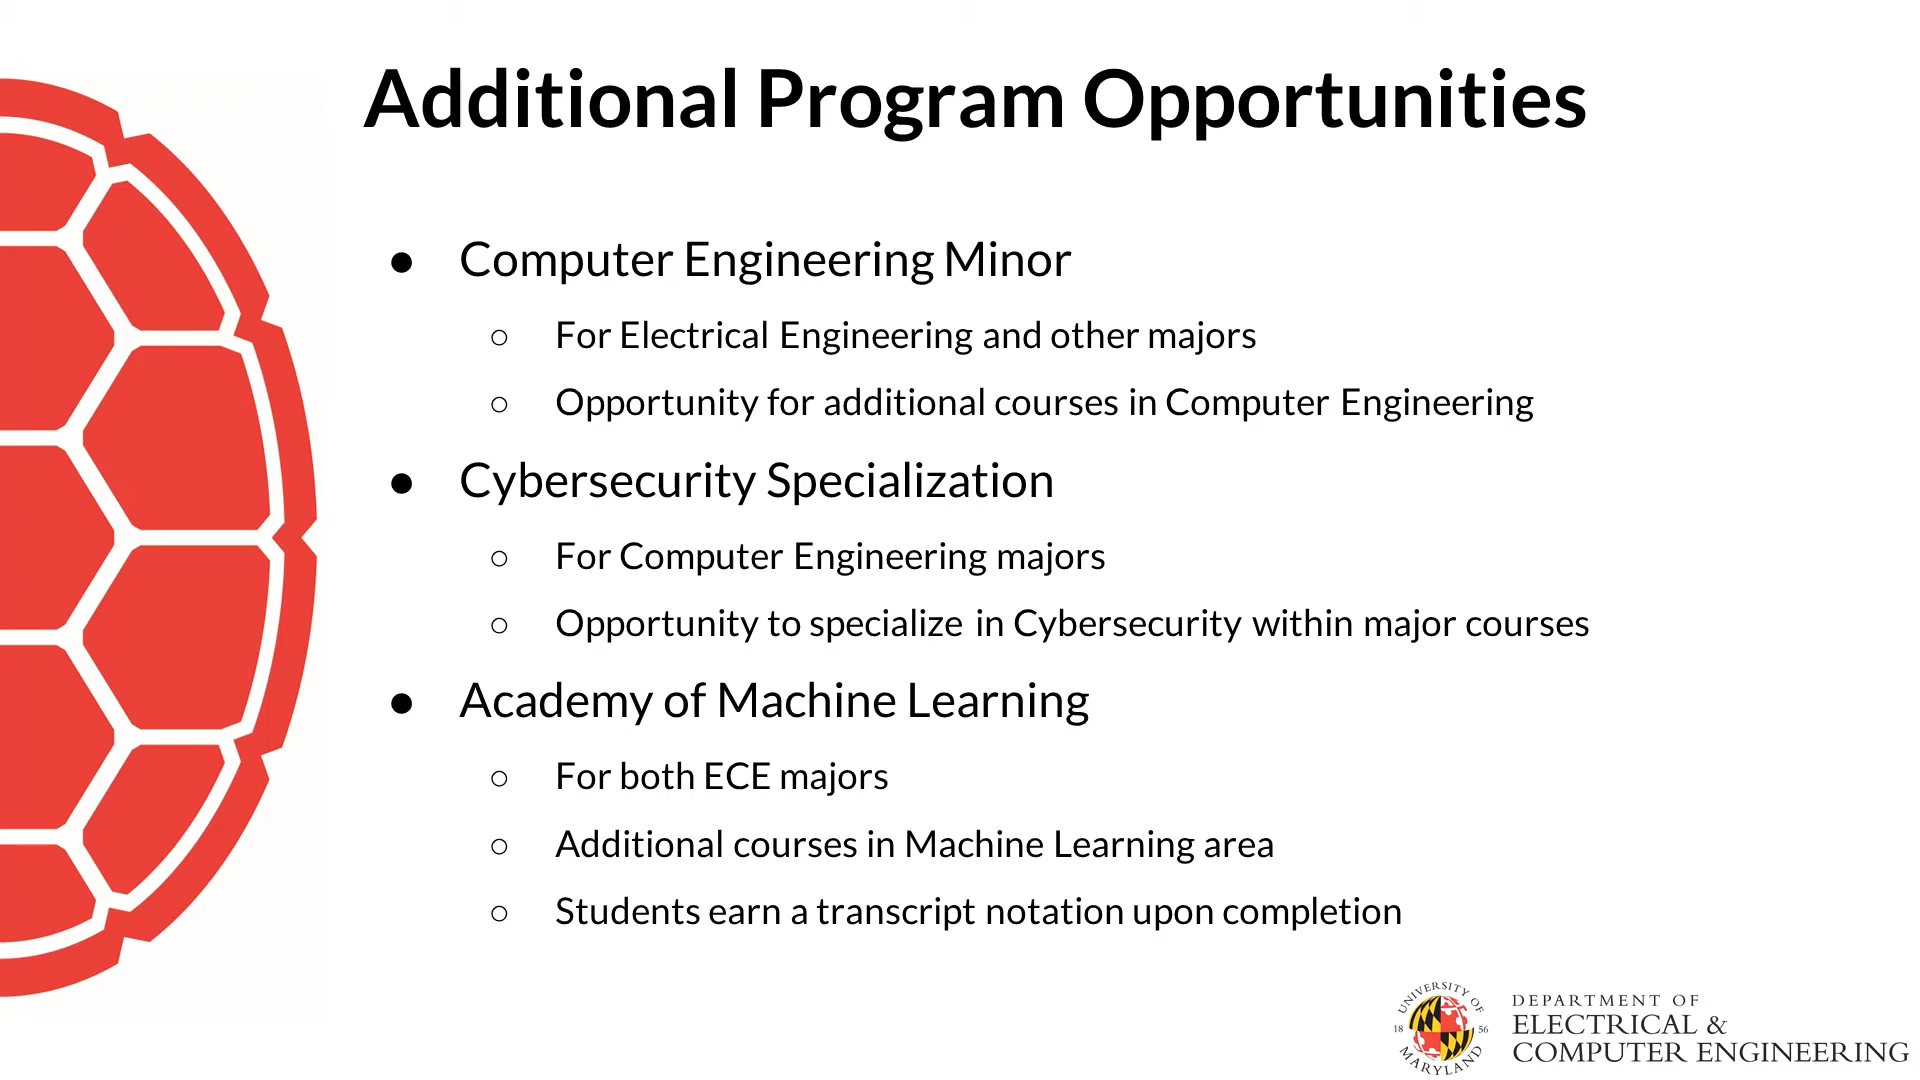 Additional Program Opportunities
● Computer Engineering Minor
○ For Electrical Engineering and other majors
○ Opportunity for additional courses in Computer Engineering
● Cybersecurity Specialization
○ For Computer Engineering majors
○ Opportunity to specialize in Cybersecurity within major courses
● Academy of Machine Learning
○ For both ECE majors
○ Additional courses in Machine Learning area
○ Students earn a transcript notation upon completion
UNIVERSITY OF
18 56
MARYLAND
DEPARTMENT OF
ELECTRICAL &
COMPUTER ENGINEERING